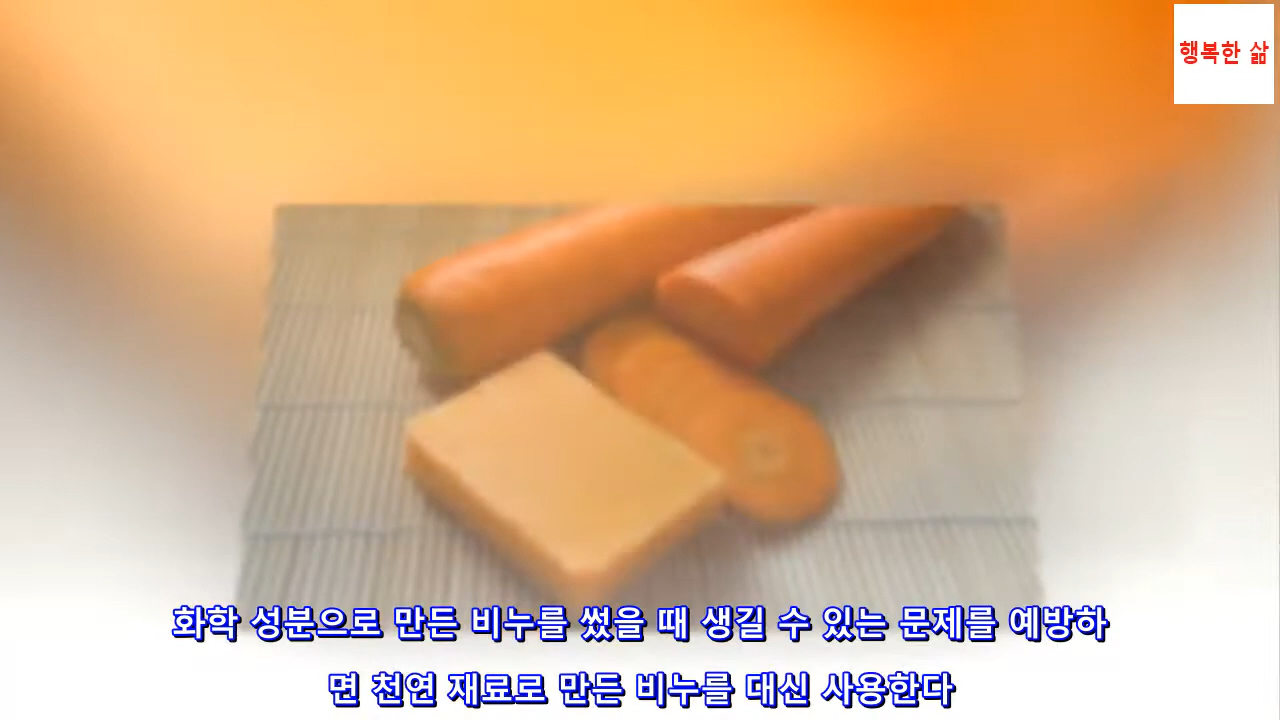 행복한 삶
화학 성분으로 만든 비누를 썼을 때 생길 수 있는 문제를 예방하
면 천연 재료로 만든 비누를 대신 사용한다